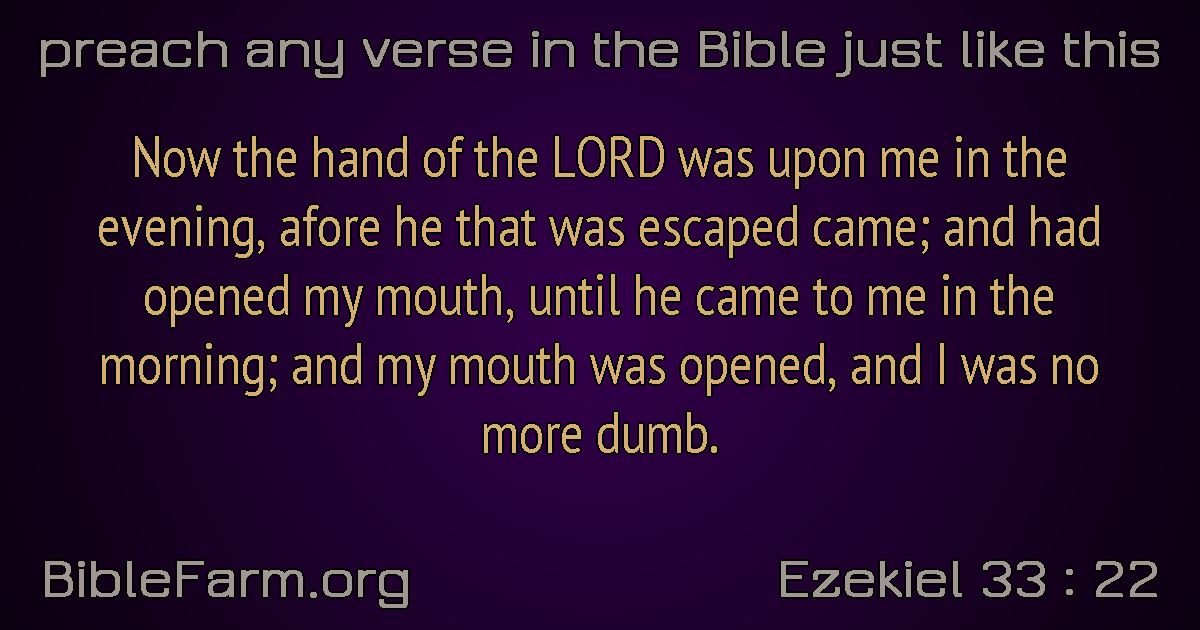 preach any verse in the Bible just like this
Now the hand of the LORD was upon me in the
evening, afore he that was escaped came; and had
opened my mouth, until he came to me in the
morning; and my mouth was opened, and I was no
more dumb.
BibleFarm.org
Ezekiel 33 : 22